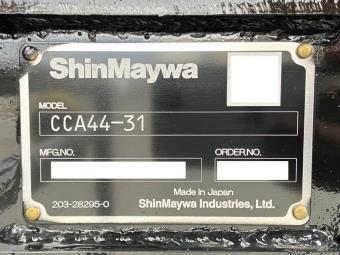 ShinMaywa
MODEL
CCA44-31
MFG.NO.
ORDER.NO.
Made in Japan
203-28295-0
ShinMaywa Industries, Ltd.